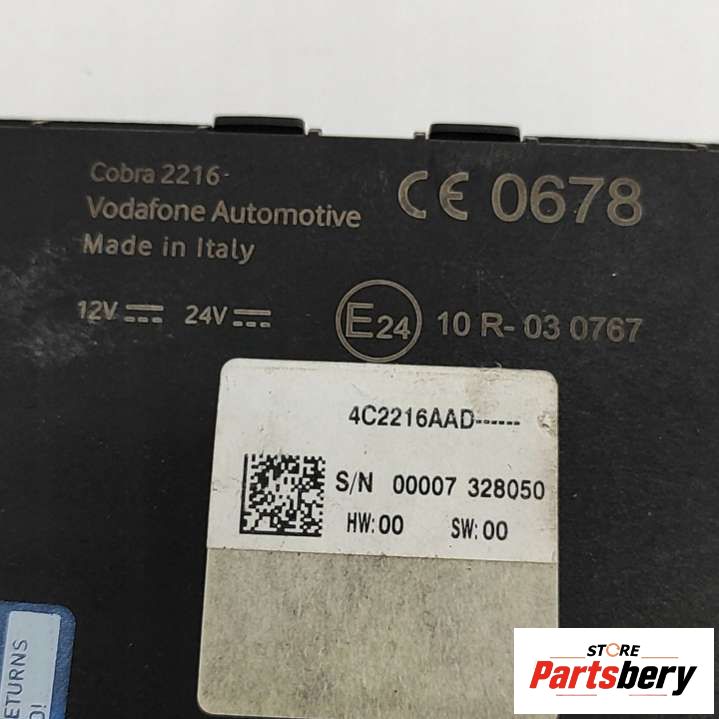 Cobra 2216-
Vodafone Automotive
Made in Italy
CE 0678
12V 24V
E24 10 R- 03 0767
4C2216AAD------
S/N 00007 328050
HW: 00 SW: 00
ETURNS
STORE
Partsbery